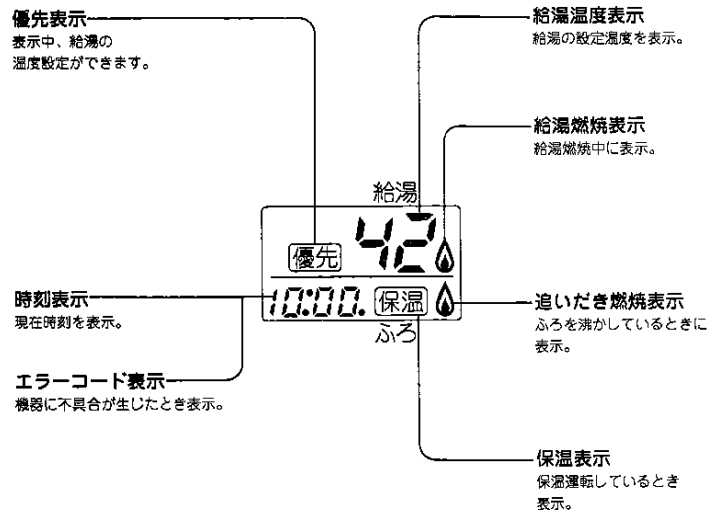 優先表示
表示中、給湯の
温度設定ができます。
給湯温度表示
給湯の設定温度を表示。
給湯燃焼表示
給湯燃焼中に表示。
給湯
42
優先
10:00.
保温
ふろ
時刻表示
現在時刻を表示。
エラーコード表示
機器に不具合が生じたとき表示。
追いだき燃焼表示
ふろを沸かしているときに
表示。
保温表示
保温運転しているとき
表示。